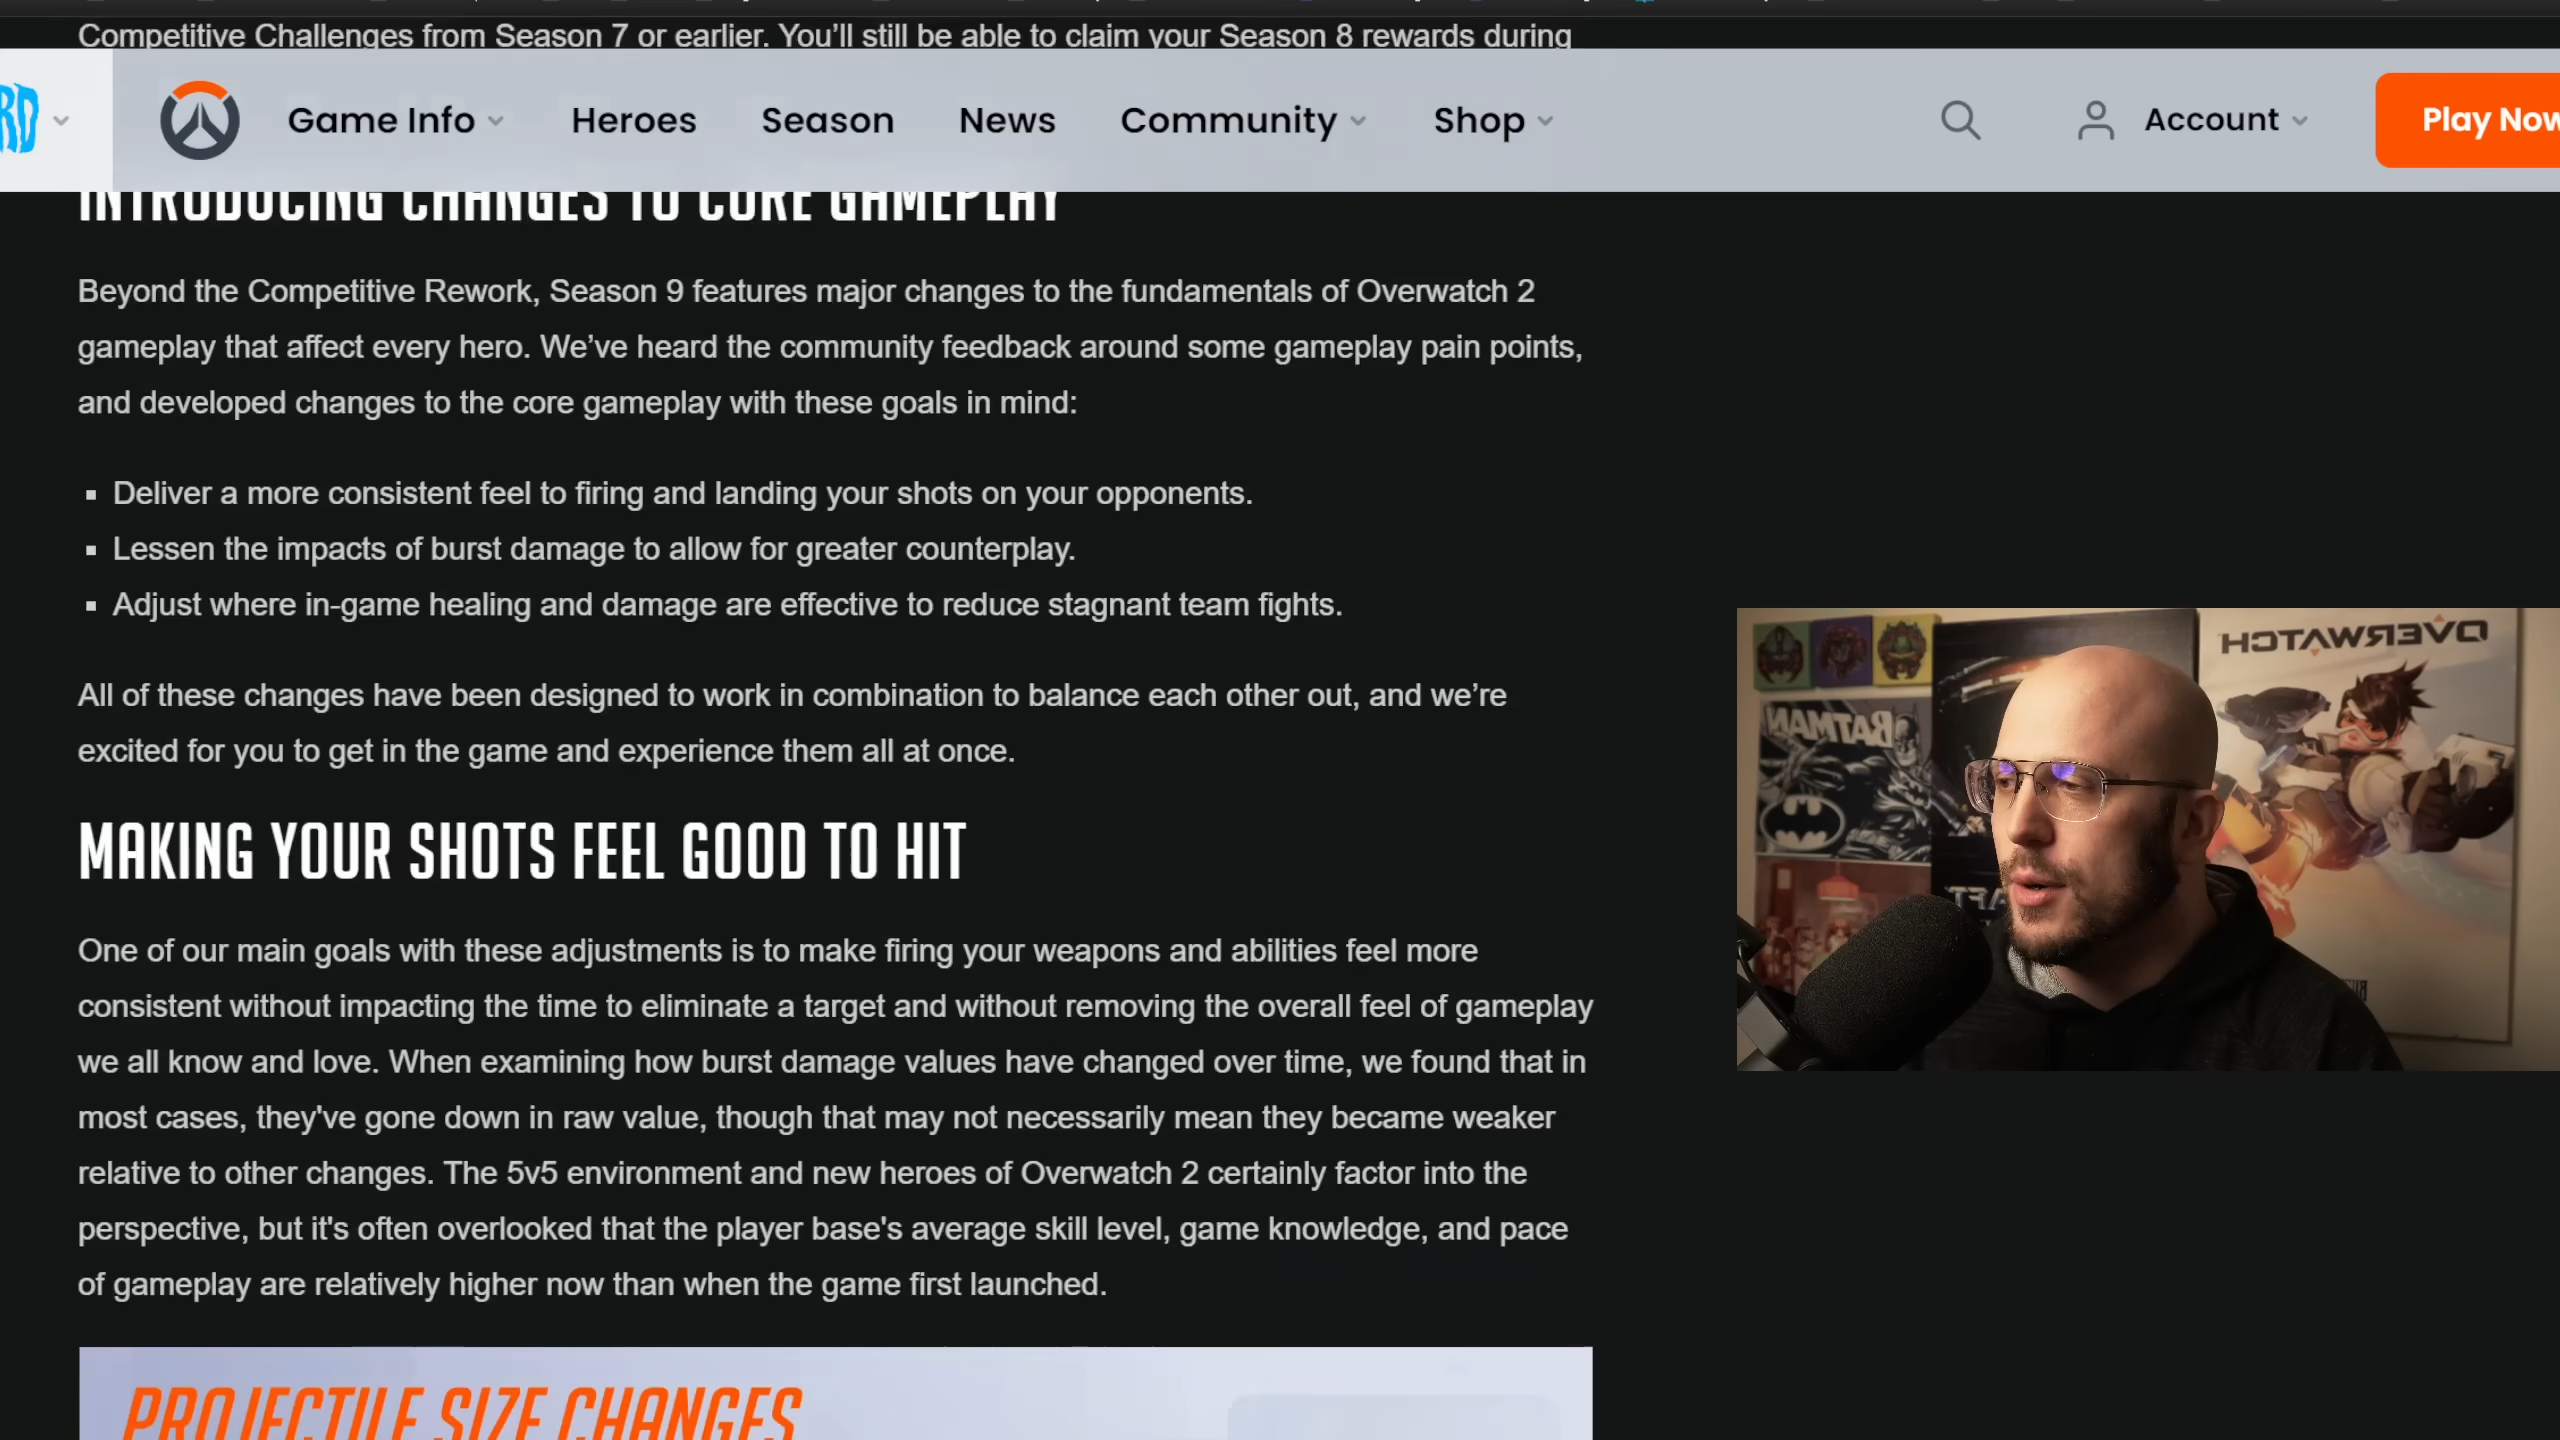 Competitive Challenges from Season 7 or earlier. You’ll still be able to claim your Season 8 rewards during
RD
Game Info
Heroes
Season
News
Community
Shop
Account
Play Now
INTRODUCING CHANGES TO CORE GAMEPLAY
Beyond the Competitive Rework, Season 9 features major changes to the fundamentals of Overwatch 2
gameplay that affect every hero. We’ve heard the community feedback around some gameplay pain points,
and developed changes to the core gameplay with these goals in mind:
▪ Deliver a more consistent feel to firing and landing your shots on your opponents.
▪ Lessen the impacts of burst damage to allow for greater counterplay.
▪ Adjust where in-game healing and damage are effective to reduce stagnant team fights.
All of these changes have been designed to work in combination to balance each other out, and we’re
excited for you to get in the game and experience them all at once.
MAKING YOUR SHOTS FEEL GOOD TO HIT
One of our main goals with these adjustments is to make firing your weapons and abilities feel more
consistent without impacting the time to eliminate a target and without removing the overall feel of gameplay
we all know and love. When examining how burst damage values have changed over time, we found that in
most cases, they've gone down in raw value, though that may not necessarily mean they became weaker
relative to other changes. The 5v5 environment and new heroes of Overwatch 2 certainly factor into the
perspective, but it's often overlooked that the player base's average skill level, game knowledge, and pace
of gameplay are relatively higher now than when the game first launched.
PROJECTILE SIZE CHANGES
OVERWATCH
BATMAN